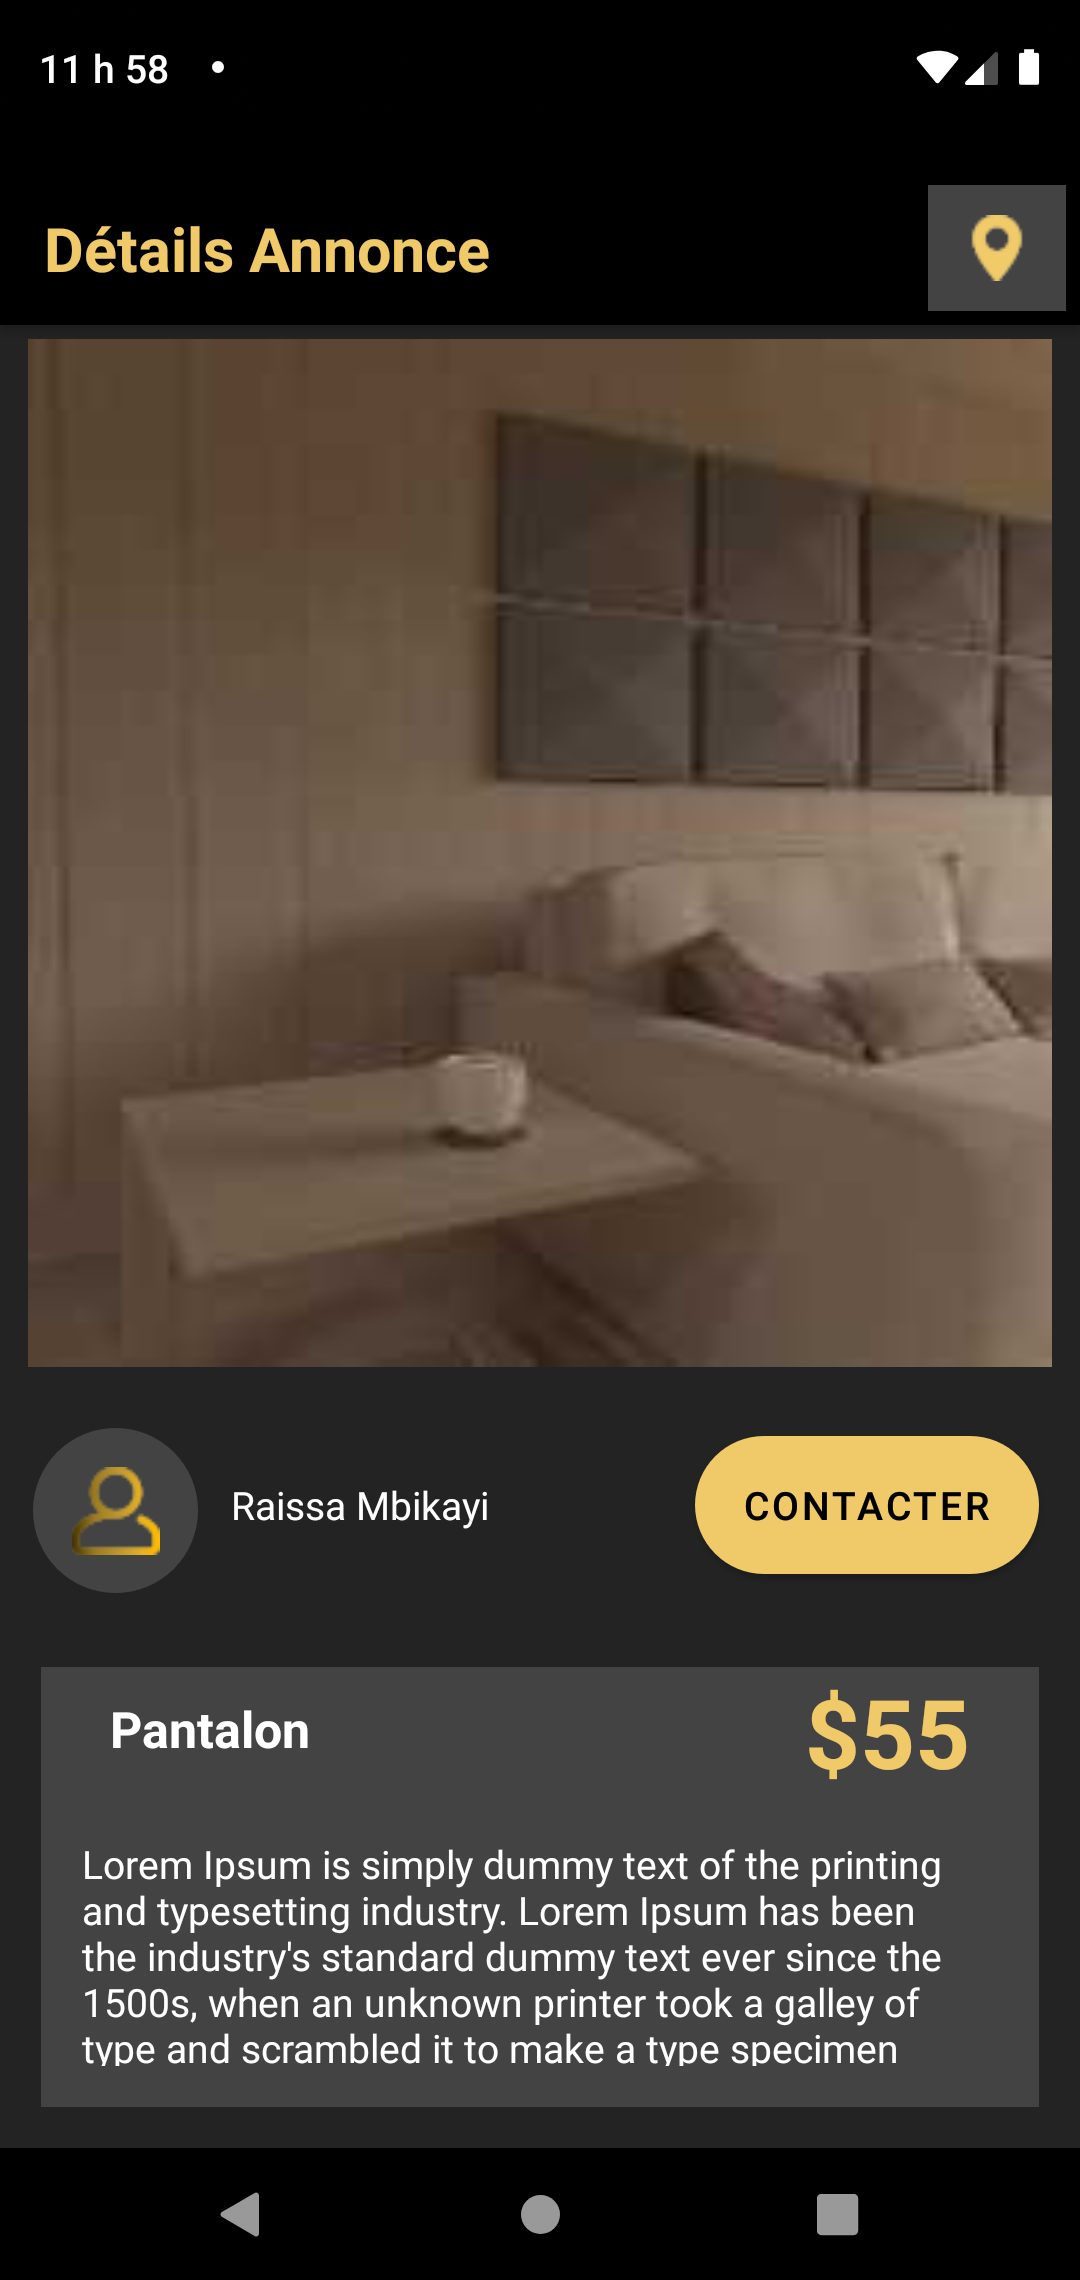 11 h 58
Détails Annonce
Raissa Mbikayi
CONTACTER
Pantalon
$55
Lorem Ipsum is simply dummy text of the printing
and typesetting industry. Lorem Ipsum has been
the industry's standard dummy text ever since the
1500s, when an unknown printer took a galley of
type and scrambled it to make a type specimen